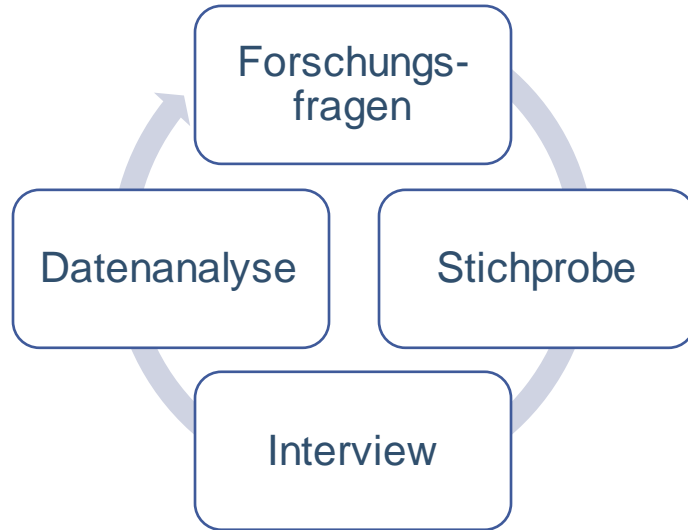 Forschungs-
fragen
Datenanalyse
Stichprobe
Interview